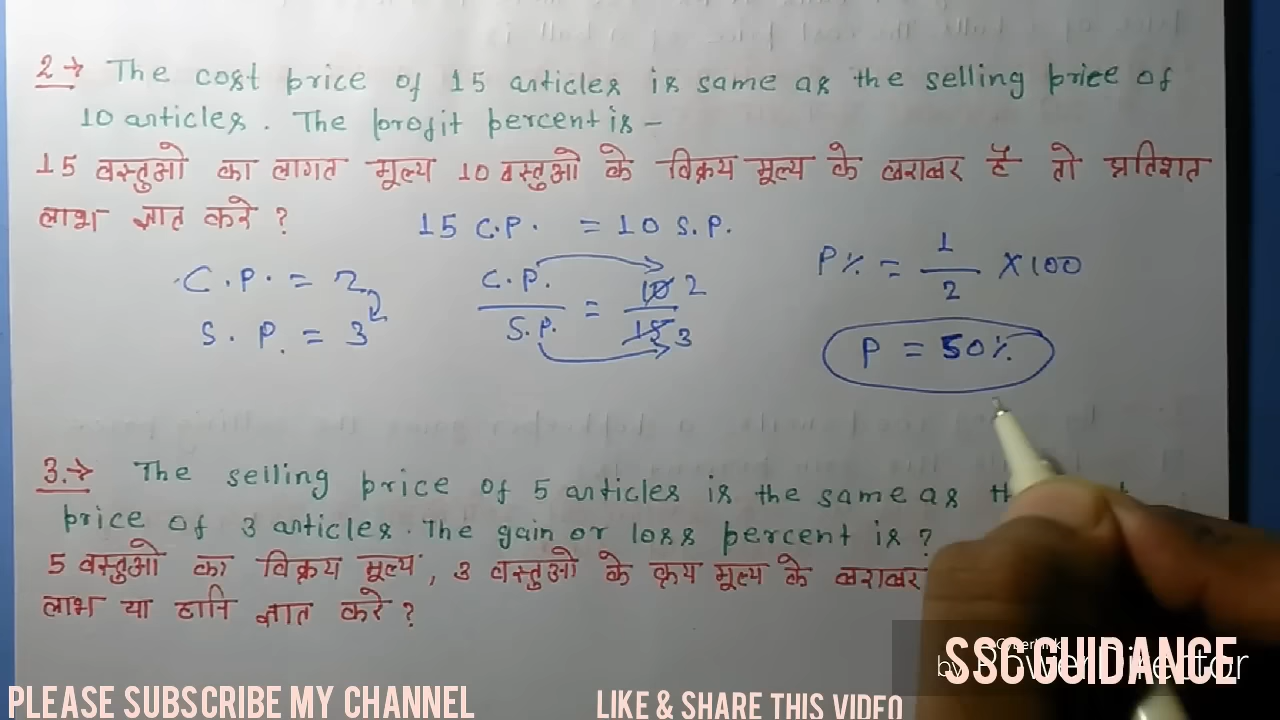 2.→ The cost price of 15 articles is same as the selling price of
10 articles. The profit percent is –
15 वस्तुओ का लागत मूल्य 10 वस्तुओ के विक्रय मूल्य के बराबर है तो प्रतिशत
लाभ ज्ञात करे ?
15 C.P. = 10 S.P.
C.P. = 2
S.P. = 3
C.P. / S.P. = 10 2 / 15 3
P% = 1/2 × 100
P = 50%
3.→ The selling price of 5 articles is the same as
price of 3 articles. The gain or loss percent is ?
5 वस्तुओ का विक्रय मूल्य, 3 वस्तुओ के क्रय मूल्य के बराबर
लाभ या हानि ज्ञात करे ?
SSC GUIDANCE
by PowerDirector
PLEASE SUBSCRIBE MY CHANNEL
LIKE & SHARE THIS VIDEO